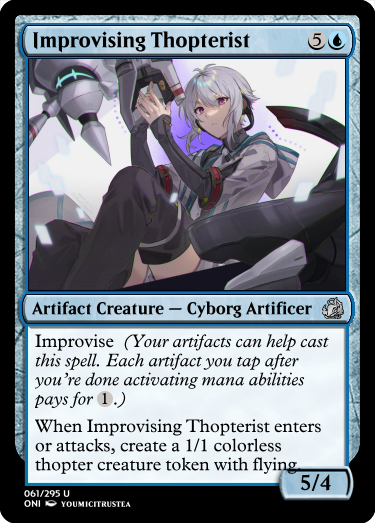 Improvising Thopterist 5
Artifact Creature — Cyborg Artificer
Improvise (Your artifacts can help cast
this spell. Each artifact you tap after
you're done activating mana abilities
pays for 1.)
When Improvising Thopterist enters
or attacks, create a 1/1 colorless
thopter creature token with flying.
5/4
061/295 U
ONI YOUMICITRUSTEA